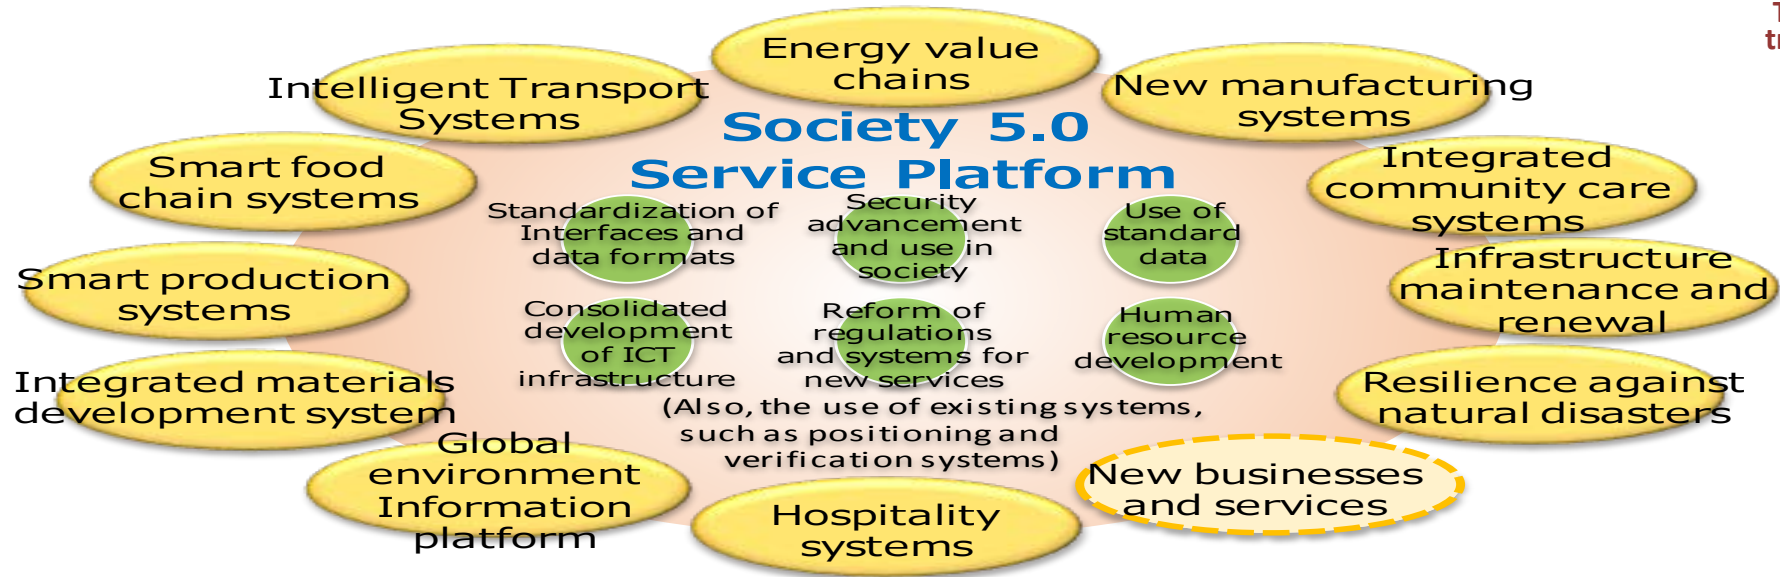 Energy value
chains
Intelligent Transport
Systems
New manufacturing
systems
Society 5.0
Service Platform
Smart food
chain systems
Integrated
community care
systems
Standardization of
Interfaces and
data formats
Security
advancement
and use in
society
Use of
standard
data
Smart production
systems
Infrastructure
maintenance and
renewal
Consolidated
development
of ICT
infrastructure
Reform of
regulations
and systems for
new services
Human
resource
development
Integrated materials
development system
Resilience against
natural disasters
(Also, the use of existing systems,
such as positioning and
verification systems)
Global
environment
Information
platform
New businesses
and services
Hospitality
systems